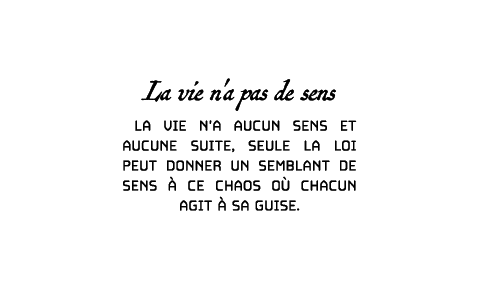 La vie n'a pas de sens
LA VIE N'A AUCUN SENS ET
AUCUNE SUITE, SEULE LA LOI
PEUT DONNER UN SEMBLANT DE
SENS À CE CHAOS OÙ CHACUN
AGIT À SA GUISE.